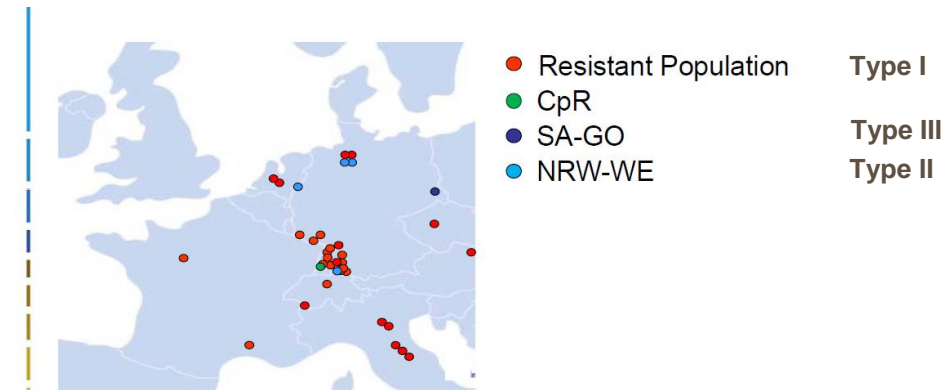 Resistant Population Type I
CpR
SA-GO Type III
NRW-WE Type II